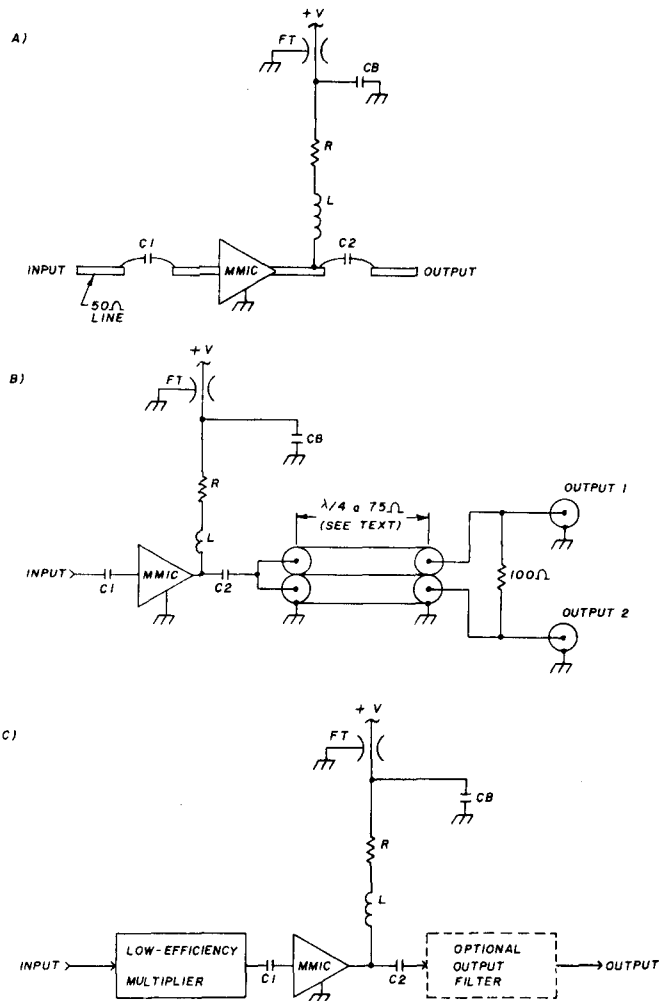 A)
+ V
FT
CB
R
L
C1
C2
INPUT
MMIC
OUTPUT
50Ω
LINE
B)
+ V
FT
CB
R
L
λ/4 @ 75Ω
(SEE TEXT)
OUTPUT 1
INPUT
C1
MMIC
C2
100Ω
OUTPUT 2
C)
+ V
FT
CB
R
L
INPUT
LOW-EFFICIENCY
MULTIPLIER
C1
MMIC
C2
OPTIONAL
OUTPUT
FILTER
OUTPUT